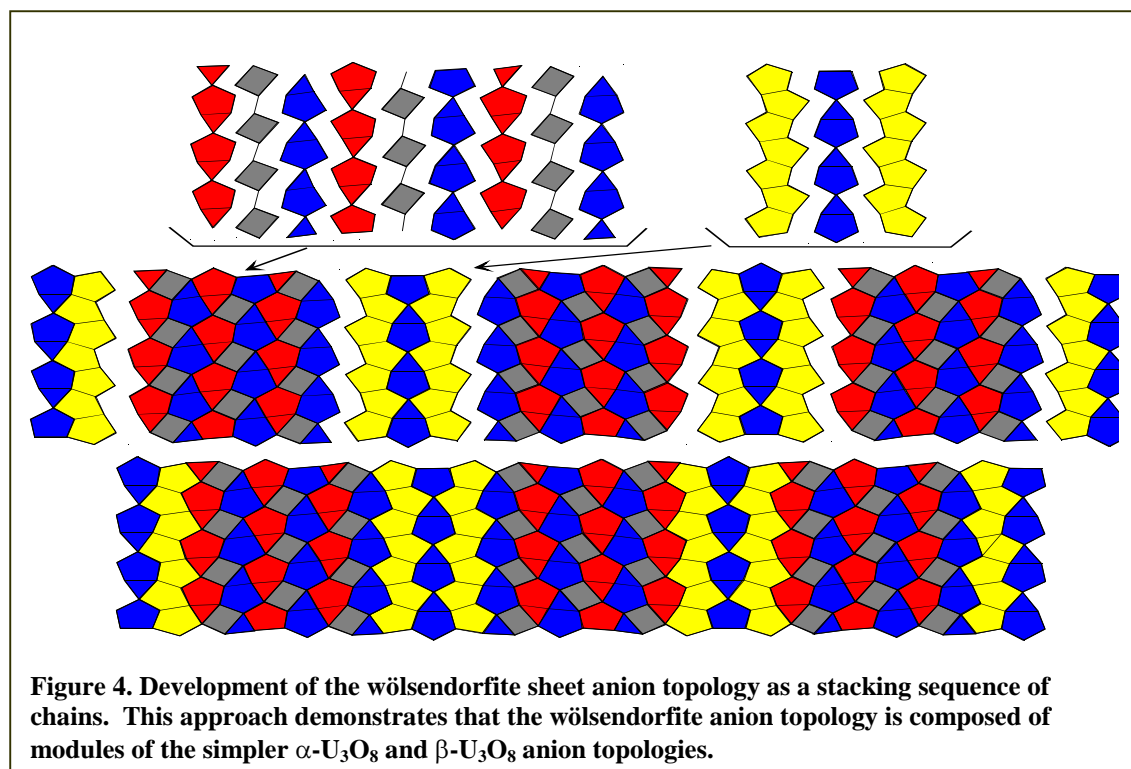 Figure 4. Development of the wölsendorfite sheet anion topology as a stacking sequence of
chains. This approach demonstrates that the wölsendorfite anion topology is composed of
modules of the simpler α-U₃O₈ and β-U₃O₈ anion topologies.